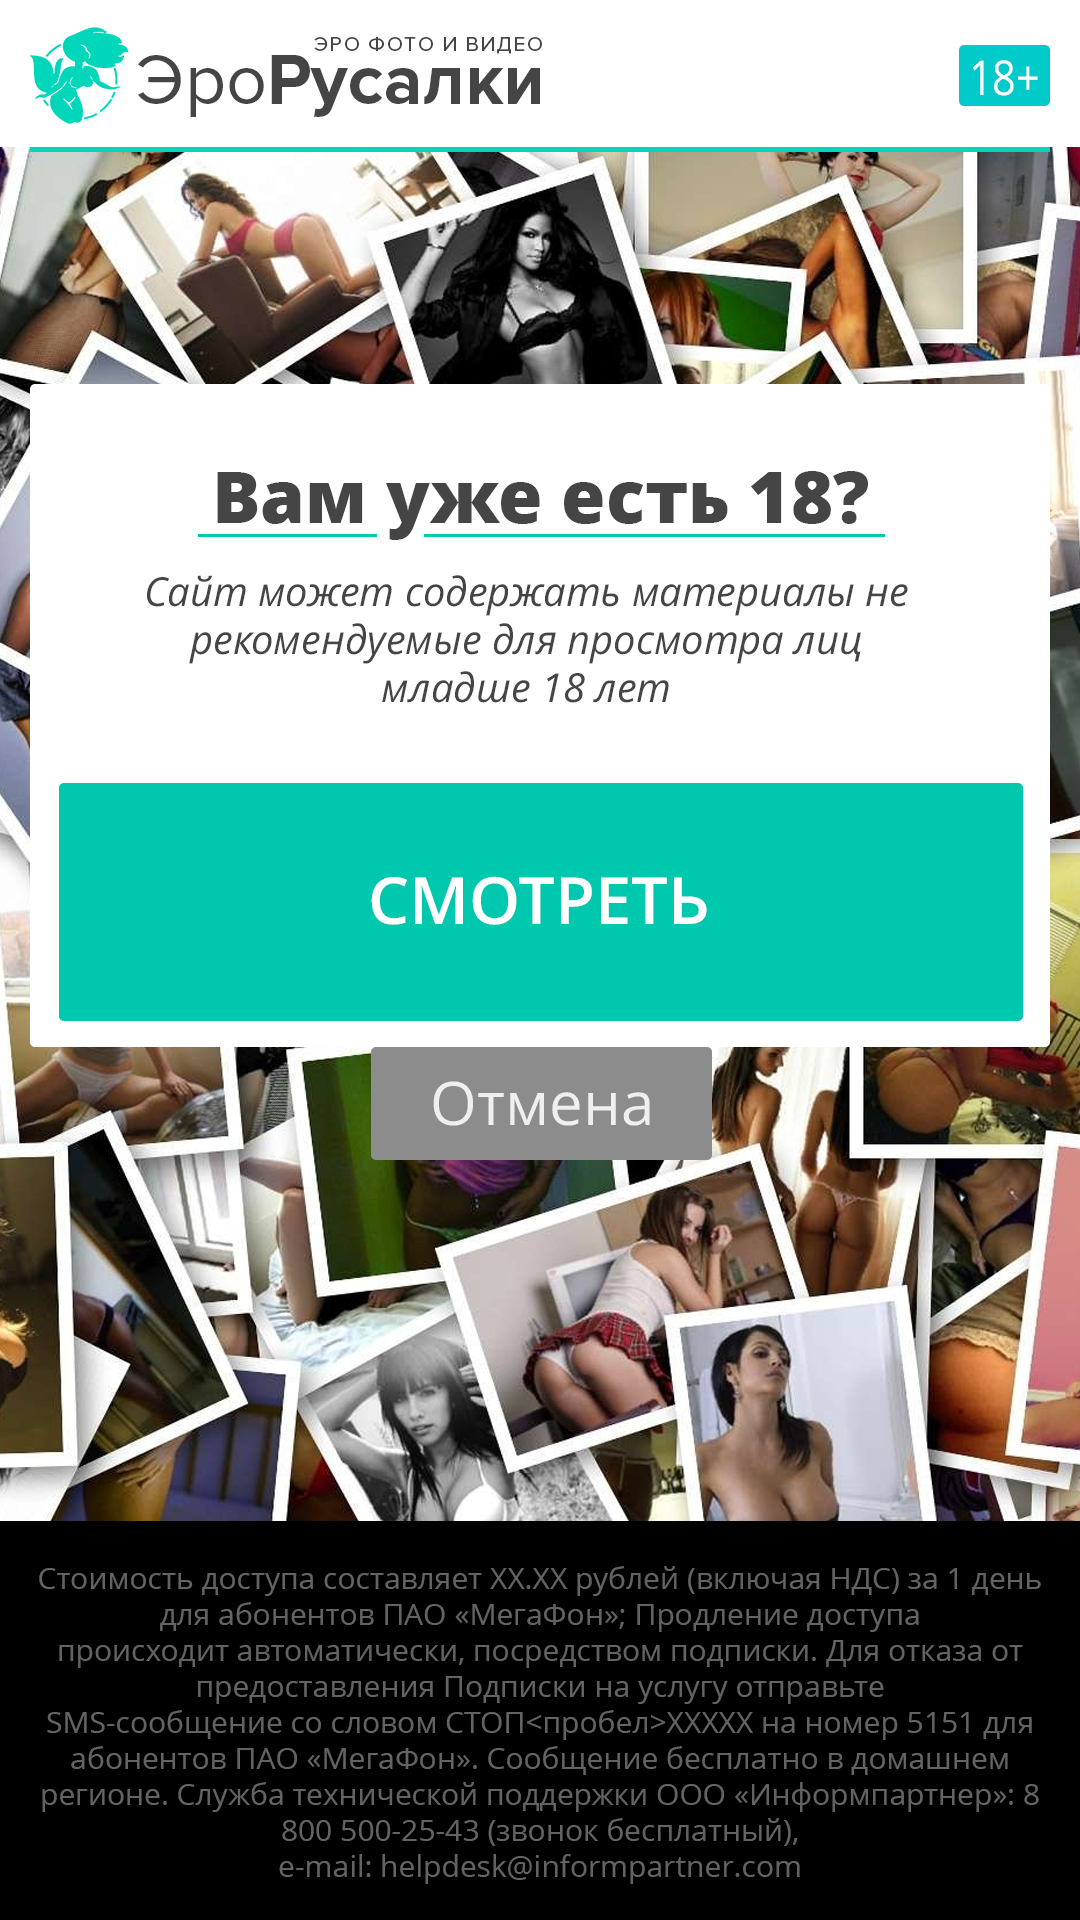 ЭРО ФОТО И ВИДЕО
ЭроРусалки
18+
Вам уже есть 18?
Сайт может содержать материалы не
рекомендуемые для просмотра лиц
младше 18 лет
СМОТРЕТЬ
Отмена
Стоимость доступа составляет XX.XX рублей (включая НДС) за 1 день
для абонентов ПАО «МегаФон»; Продление доступа
происходит автоматически, посредством подписки. Для отказа от
предоставления Подписки на услугу отправьте
SMS-сообщение со словом СТОП<пробел>XXXXX на номер 5151 для
абонентов ПАО «МегаФон». Сообщение бесплатно в домашнем
регионе. Служба технической поддержки ООО «Информпартнер»: 8
800 500-25-43 (звонок бесплатный),
e-mail: helpdesk@informpartner.com